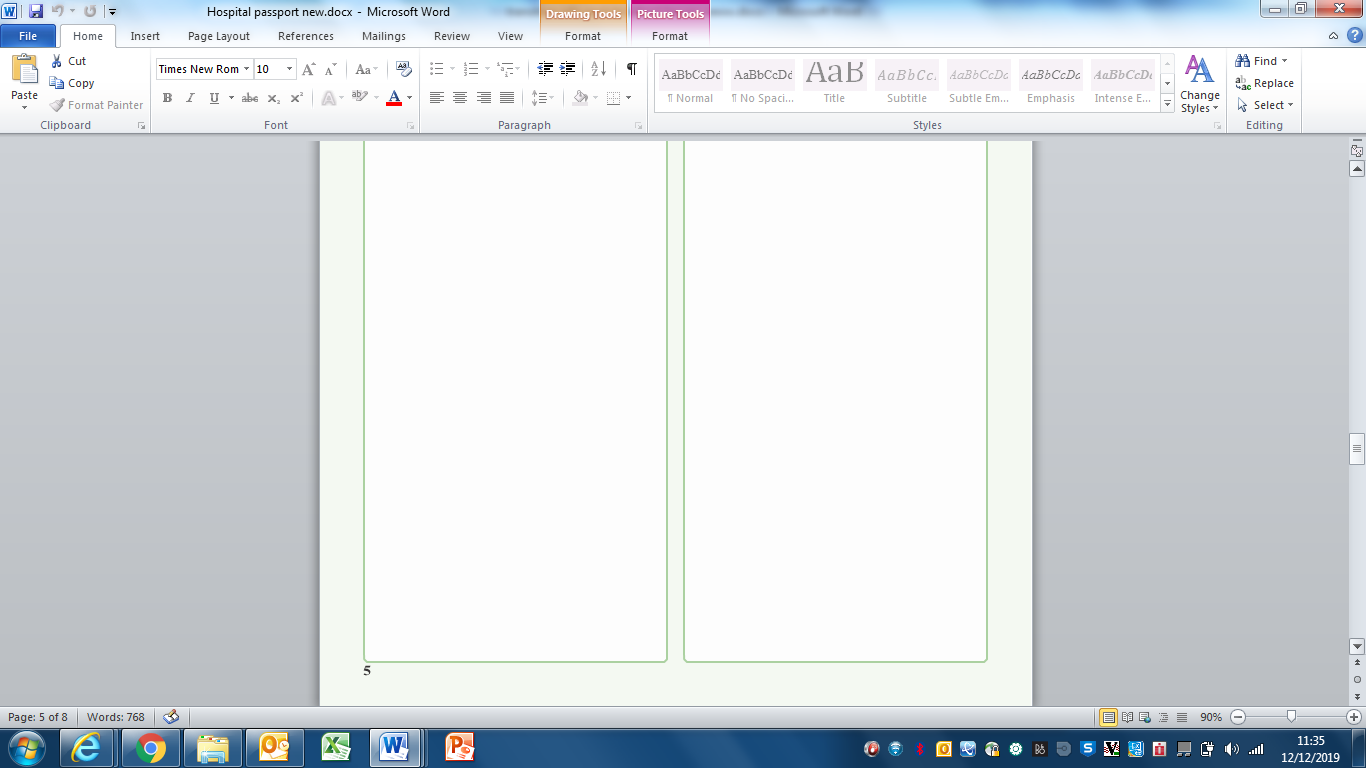 Hospital passport new.docx - Microsoft Word
Drawing Tools Picture Tools
File Home Insert Page Layout References Mailings Review View Format Format
Cut
Copy
Format Painter
Paste
Clipboard
Times New Rom 10
Font
Paragraph
AaBbCcDc AaBbCcDc AaB AaBbCc. AaBbCcDa AaBbCcDa AaBbCcDa
¶ Normal ¶ No Spaci... Title Subtitle Subtle Em... Emphasis Intense E...
Styles
Change
Styles
Find
Replace
Select
Editing
5
Page: 5 of 8 Words: 768 90%
11:35
12/12/2019